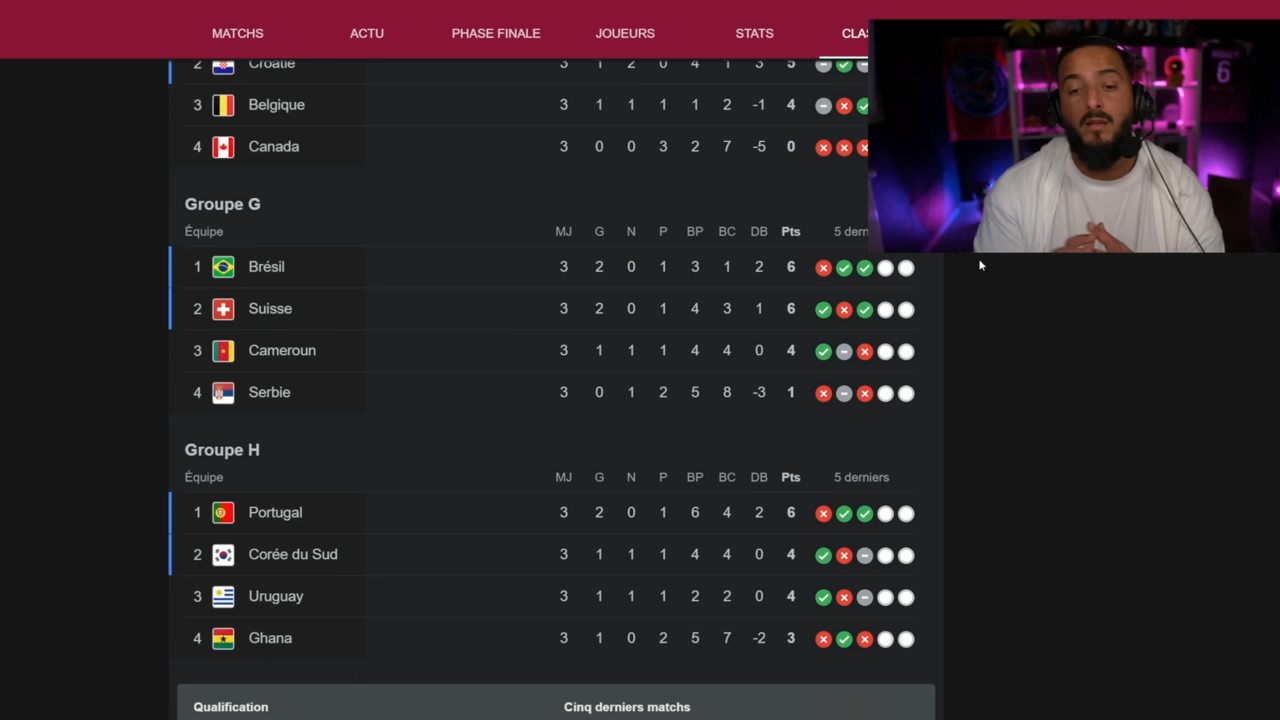 MATCHS ACTU PHASE FINALE JOUEURS STATS CLAS
2 Croatie 3 1 2 0 4 1 3 5
3 Belgique 3 1 1 1 1 2 -1 4
4 Canada 3 0 0 3 2 7 -5 0
Groupe G
Équipe MJ G N P BP BC DB Pts 5 dern
1 Brésil 3 2 0 1 3 1 2 6
2 Suisse 3 2 0 1 4 3 1 6
3 Cameroun 3 1 1 1 4 4 0 4
4 Serbie 3 0 1 2 5 8 -3 1
Groupe H
Équipe MJ G N P BP BC DB Pts 5 derniers
1 Portugal 3 2 0 1 6 4 2 6
2 Corée du Sud 3 1 1 1 4 4 0 4
3 Uruguay 3 1 1 1 2 2 0 4
4 Ghana 3 1 0 2 5 7 -2 3
Qualification Cinq derniers matchs
6